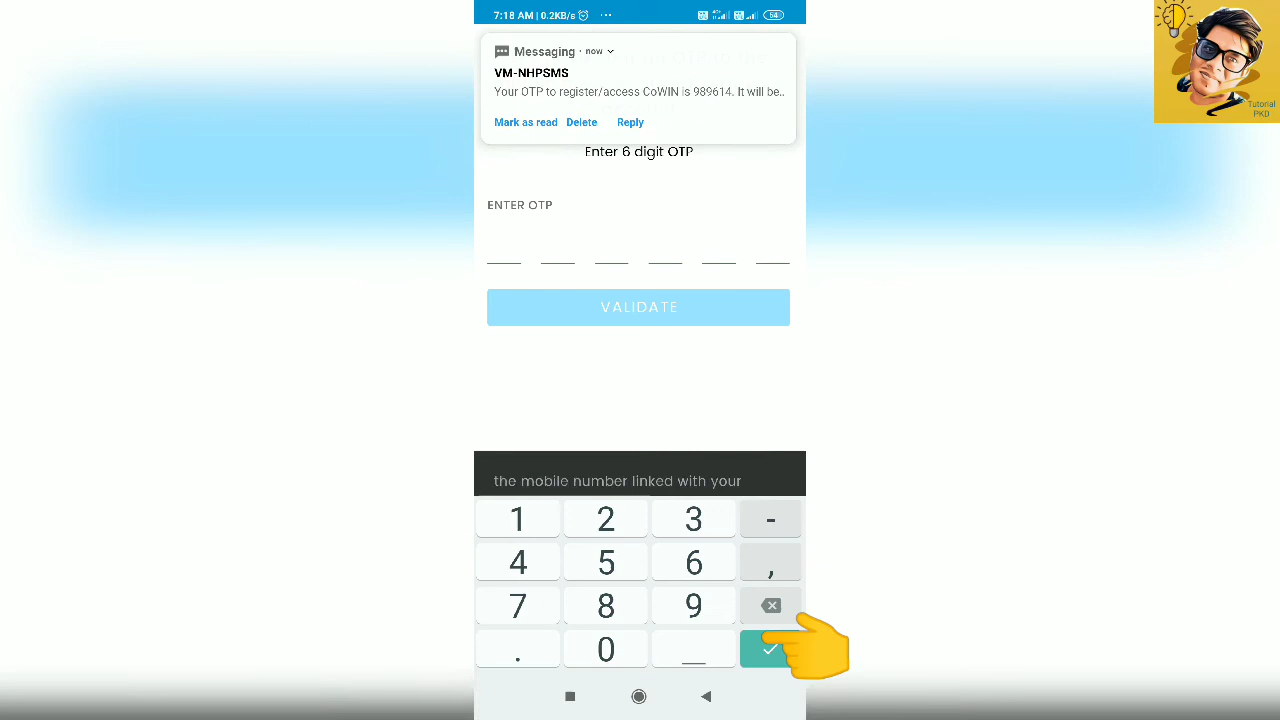 7:18 AM | 0.2KB/s ...
54
Messaging · now
VM-NHPSMS
Your OTP to register/access CoWIN is 989614. It will be..
Mark as read Delete Reply
Enter 6 digit OTP
ENTER OTP
VALIDATE
the mobile number linked with your
1 2 3 -
4 5 6 ,
7 8 9
. 0 _
Tutorial
PKD